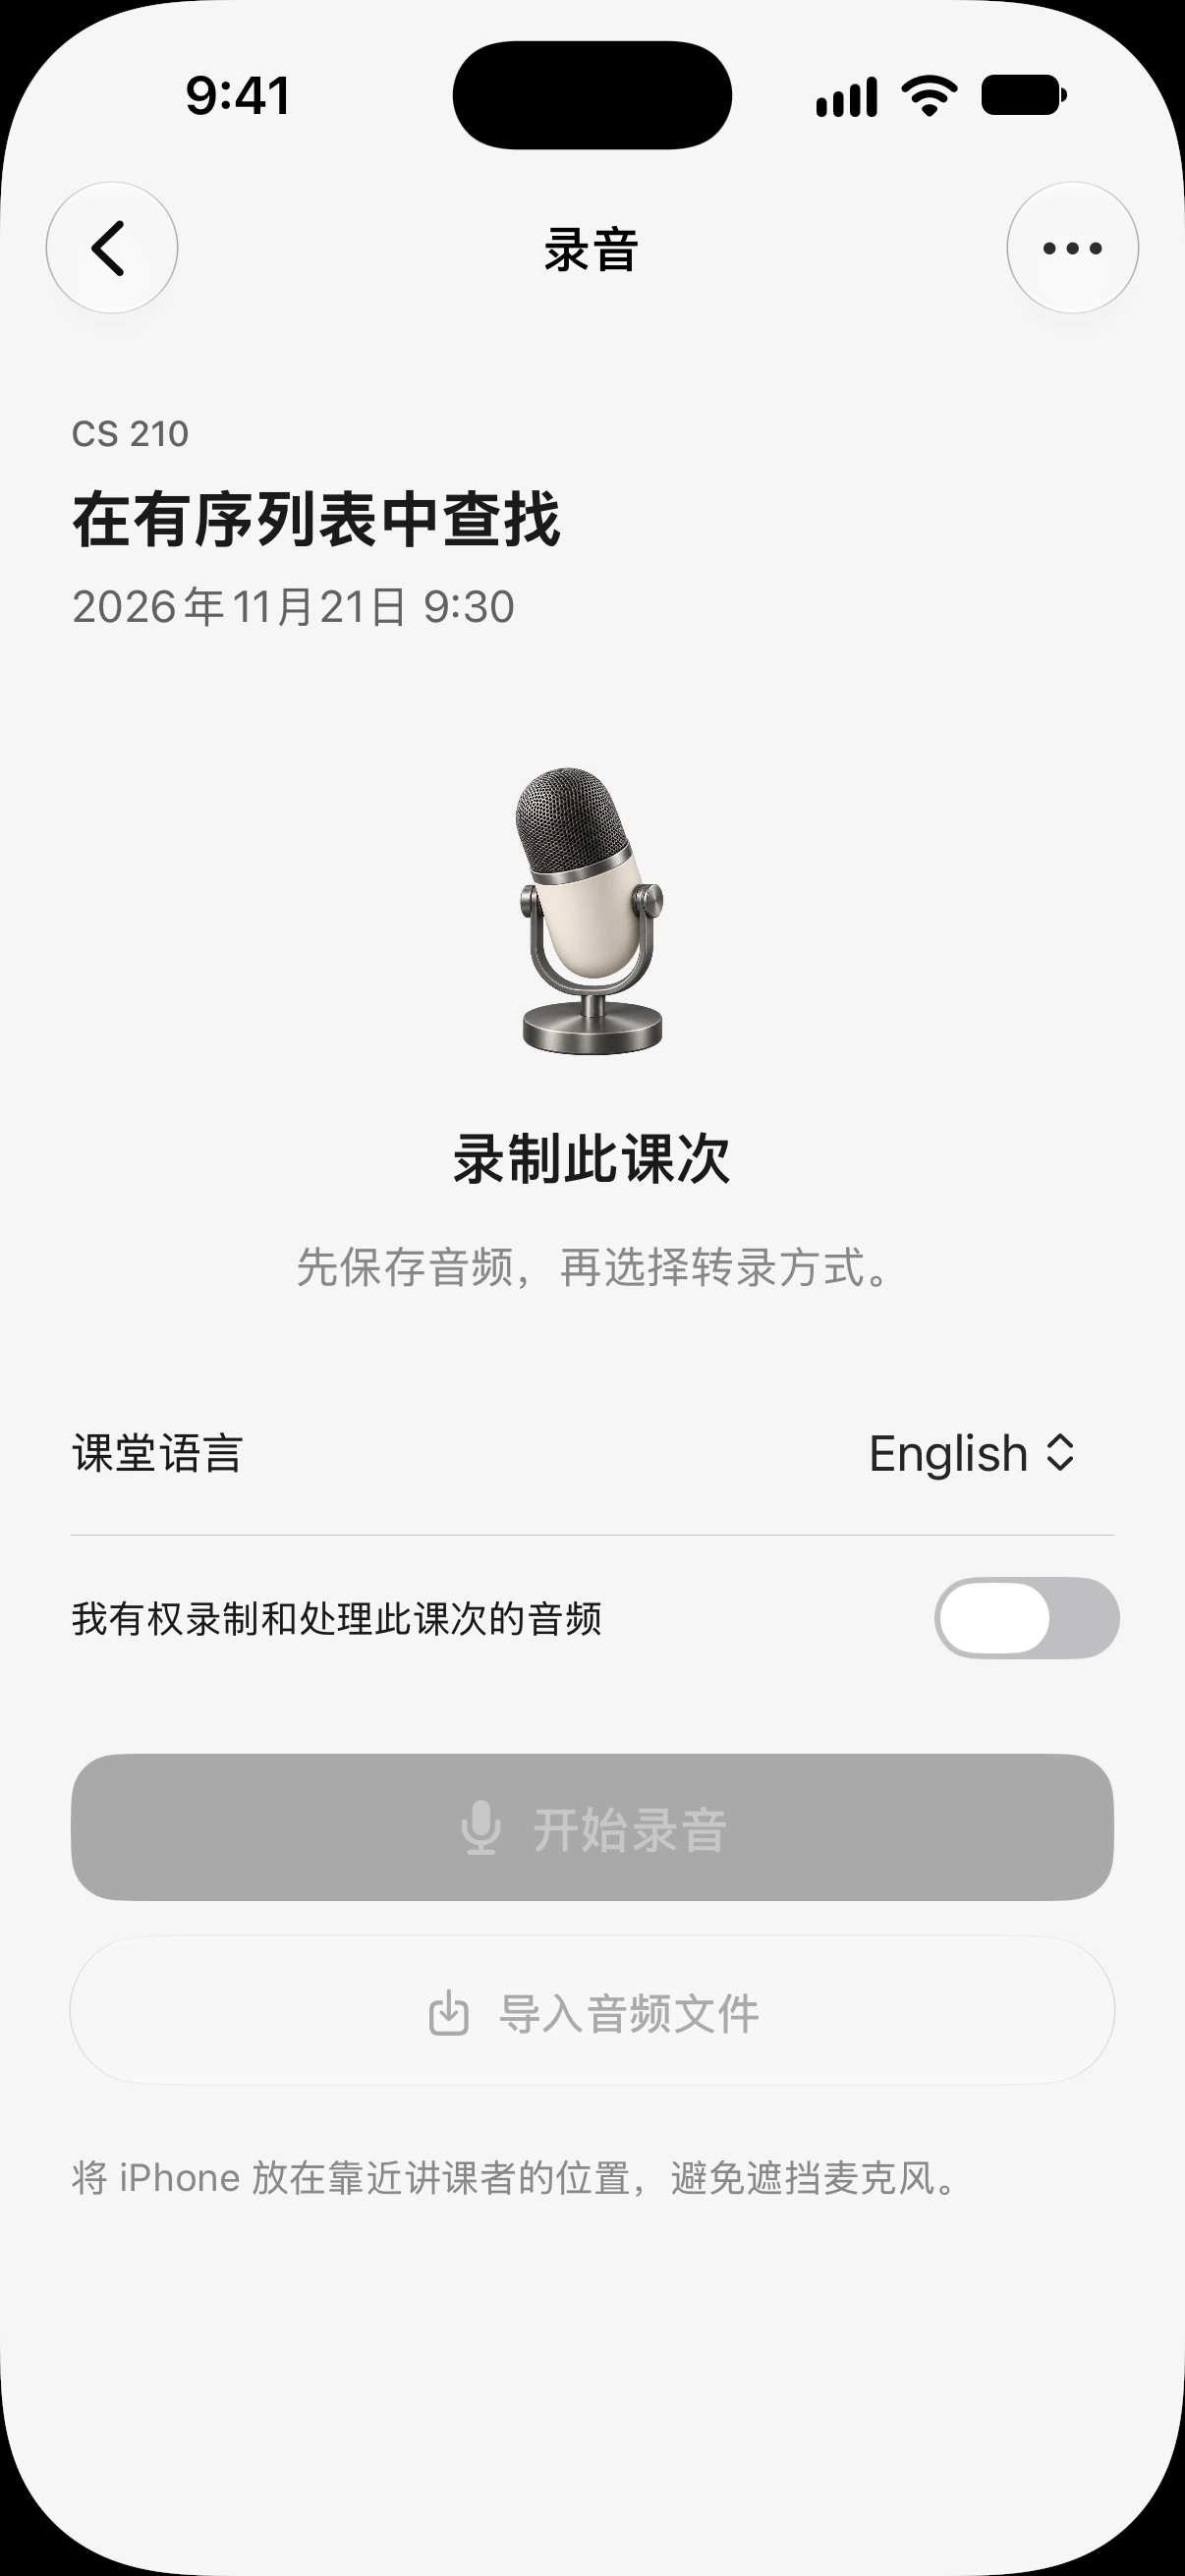 9:41
录音
CS 210
在有序列表中查找
2026年11月21日 9:30
录制此课次
先保存音频，再选择转录方式。
课堂语言
English
我有权录制和处理此课次的音频
开始录音
导入音频文件
将 iPhone 放在靠近讲课者的位置，避免遮挡麦克风。